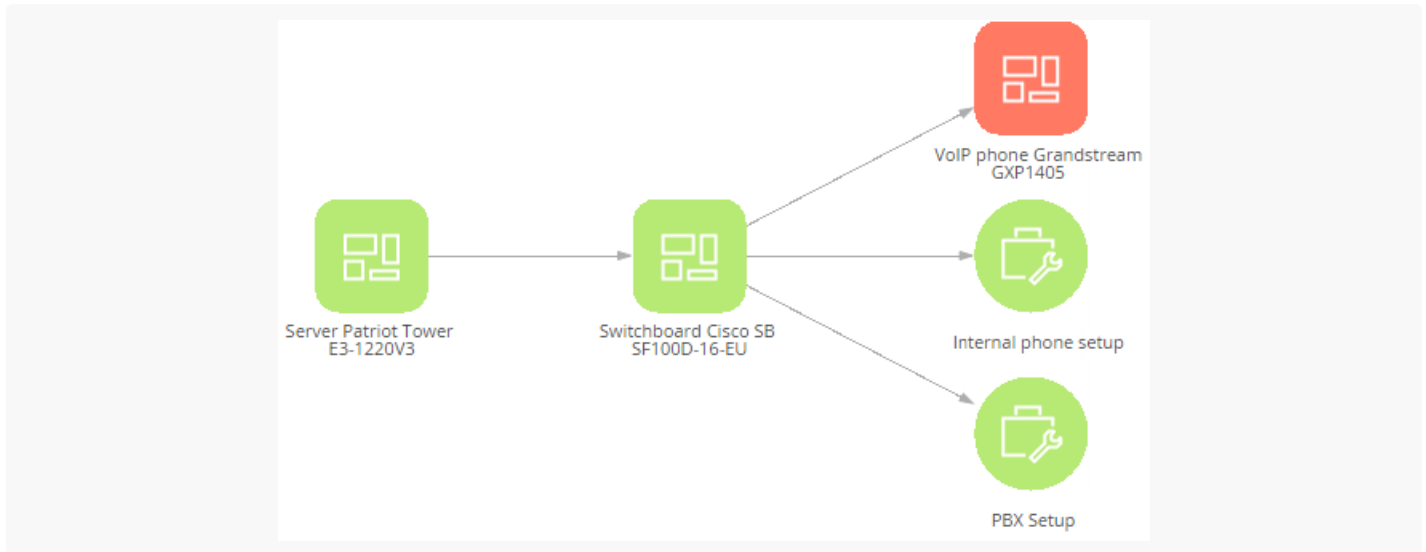 VoIP phone Grandstream
GXP1405
Server Patriot Tower
E3-1220V3
Switchboard Cisco SB
SF100D-16-EU
Internal phone setup
PBX Setup